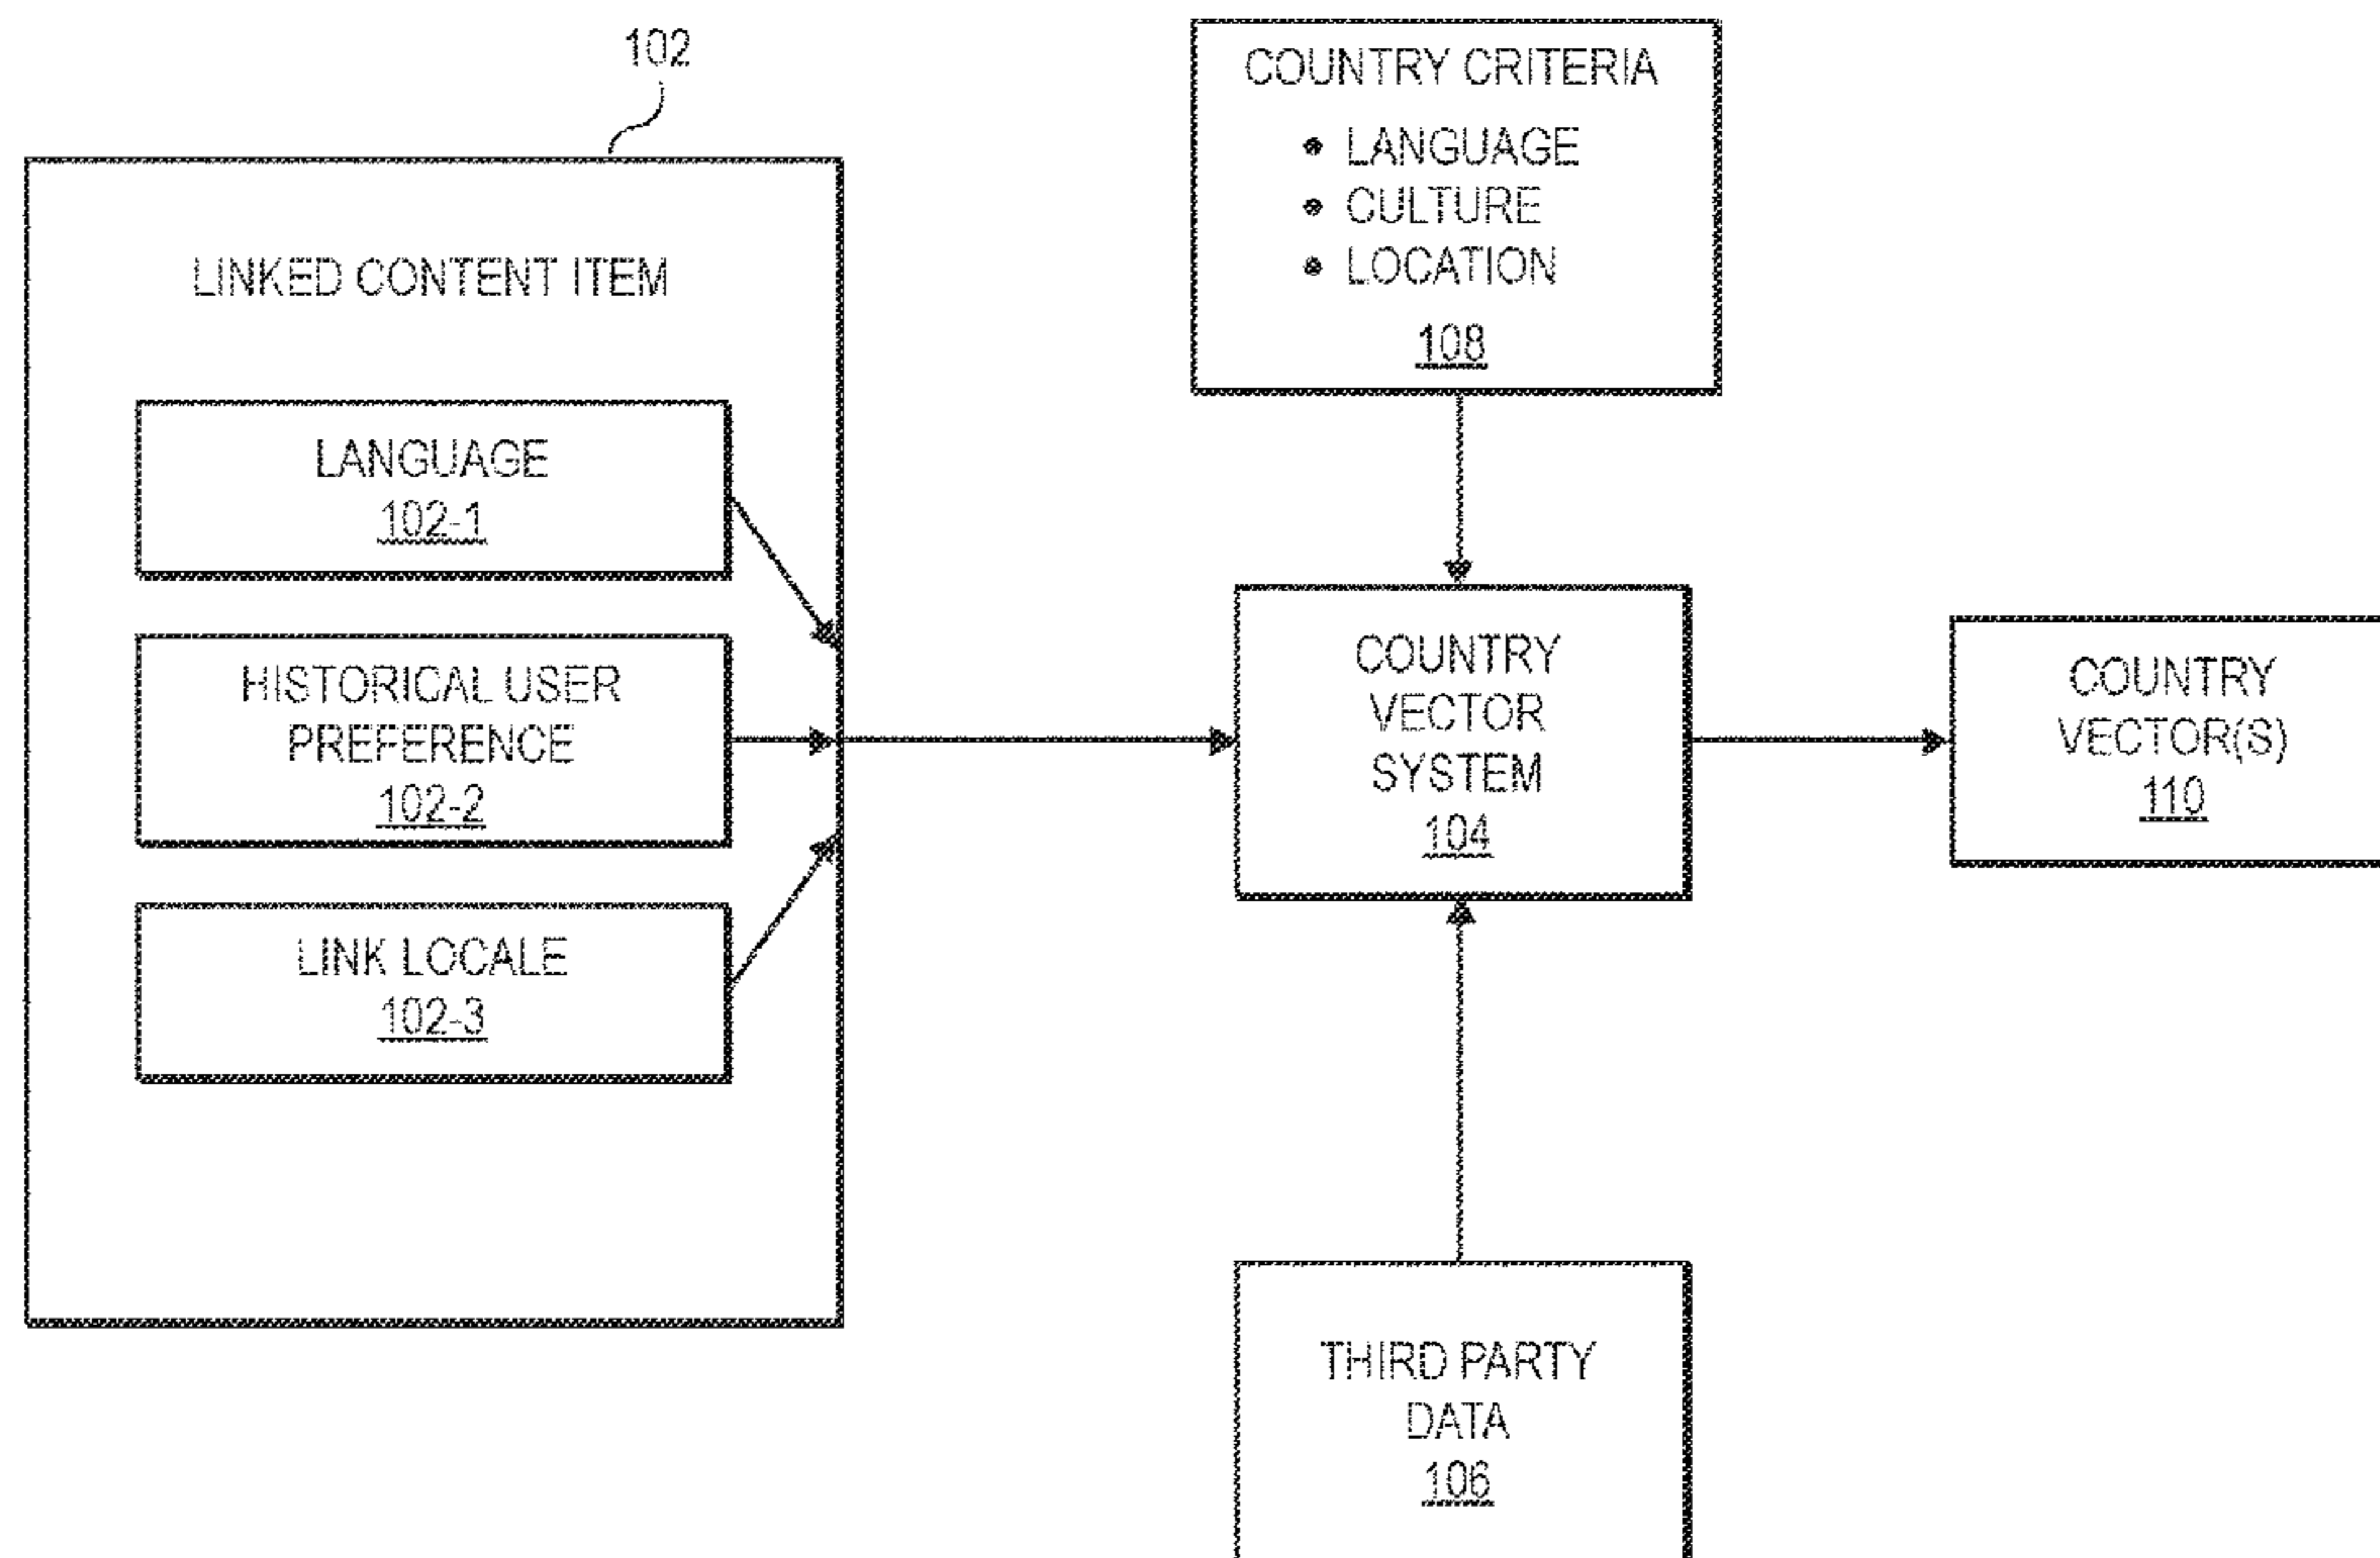 102
LINKED CONTENT ITEM
LANGUAGE
102-1
HISTORICAL USER
PREFERENCE
102-2
LINK LOCALE
102-3
COUNTRY CRITERIA
• LANGUAGE
• CULTURE
• LOCATION
108
COUNTRY
VECTOR
SYSTEM
104
THIRD PARTY
DATA
106
COUNTRY
VECTOR(S)
110